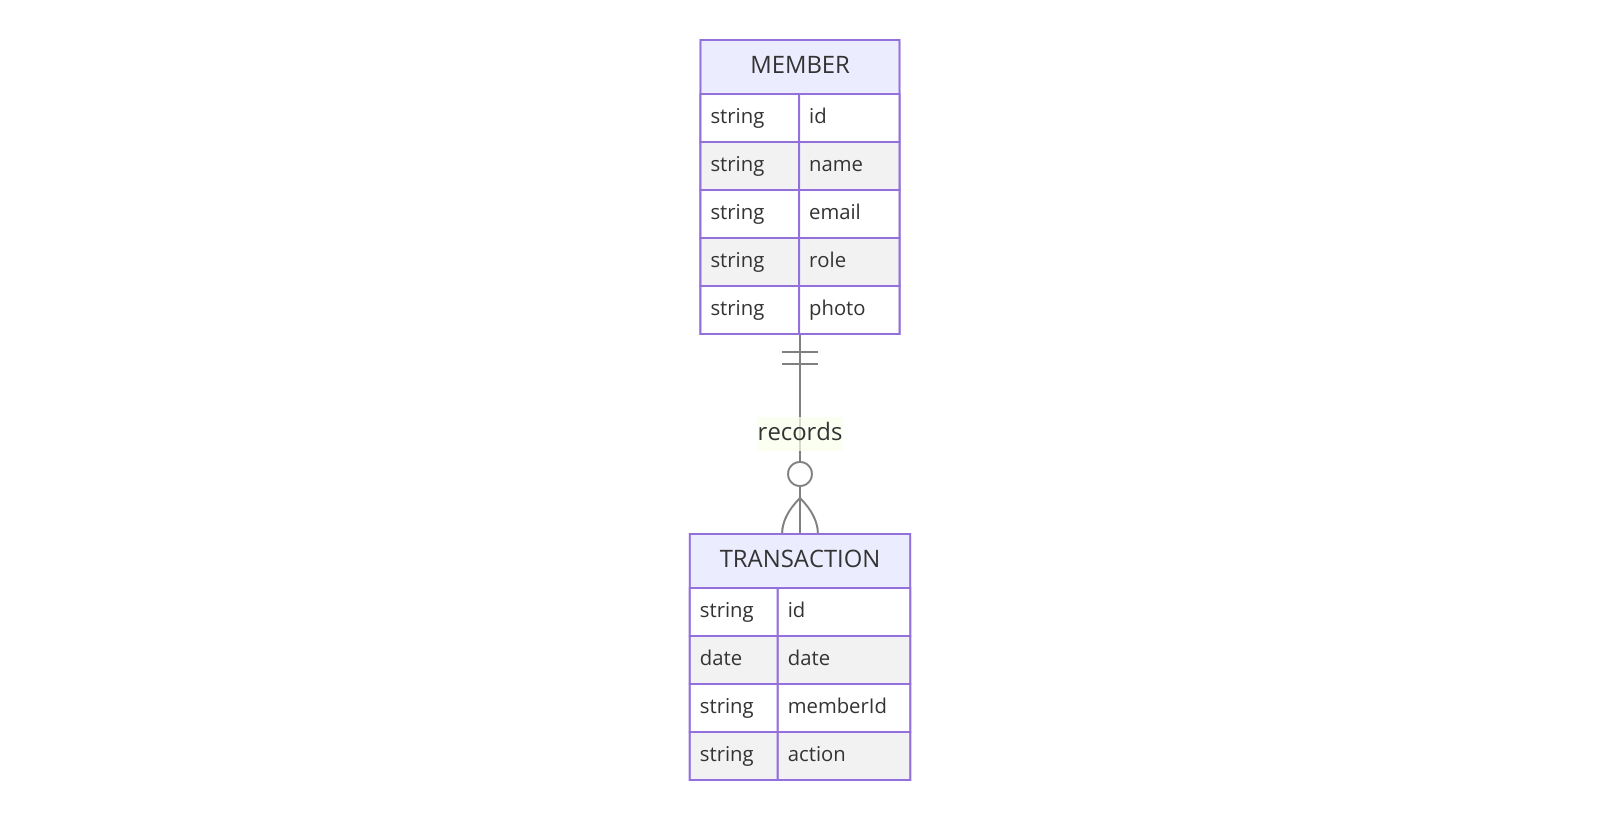 MEMBER
string id
string name
string email
string role
string photo
records
TRANSACTION
string id
date date
string memberId
string action